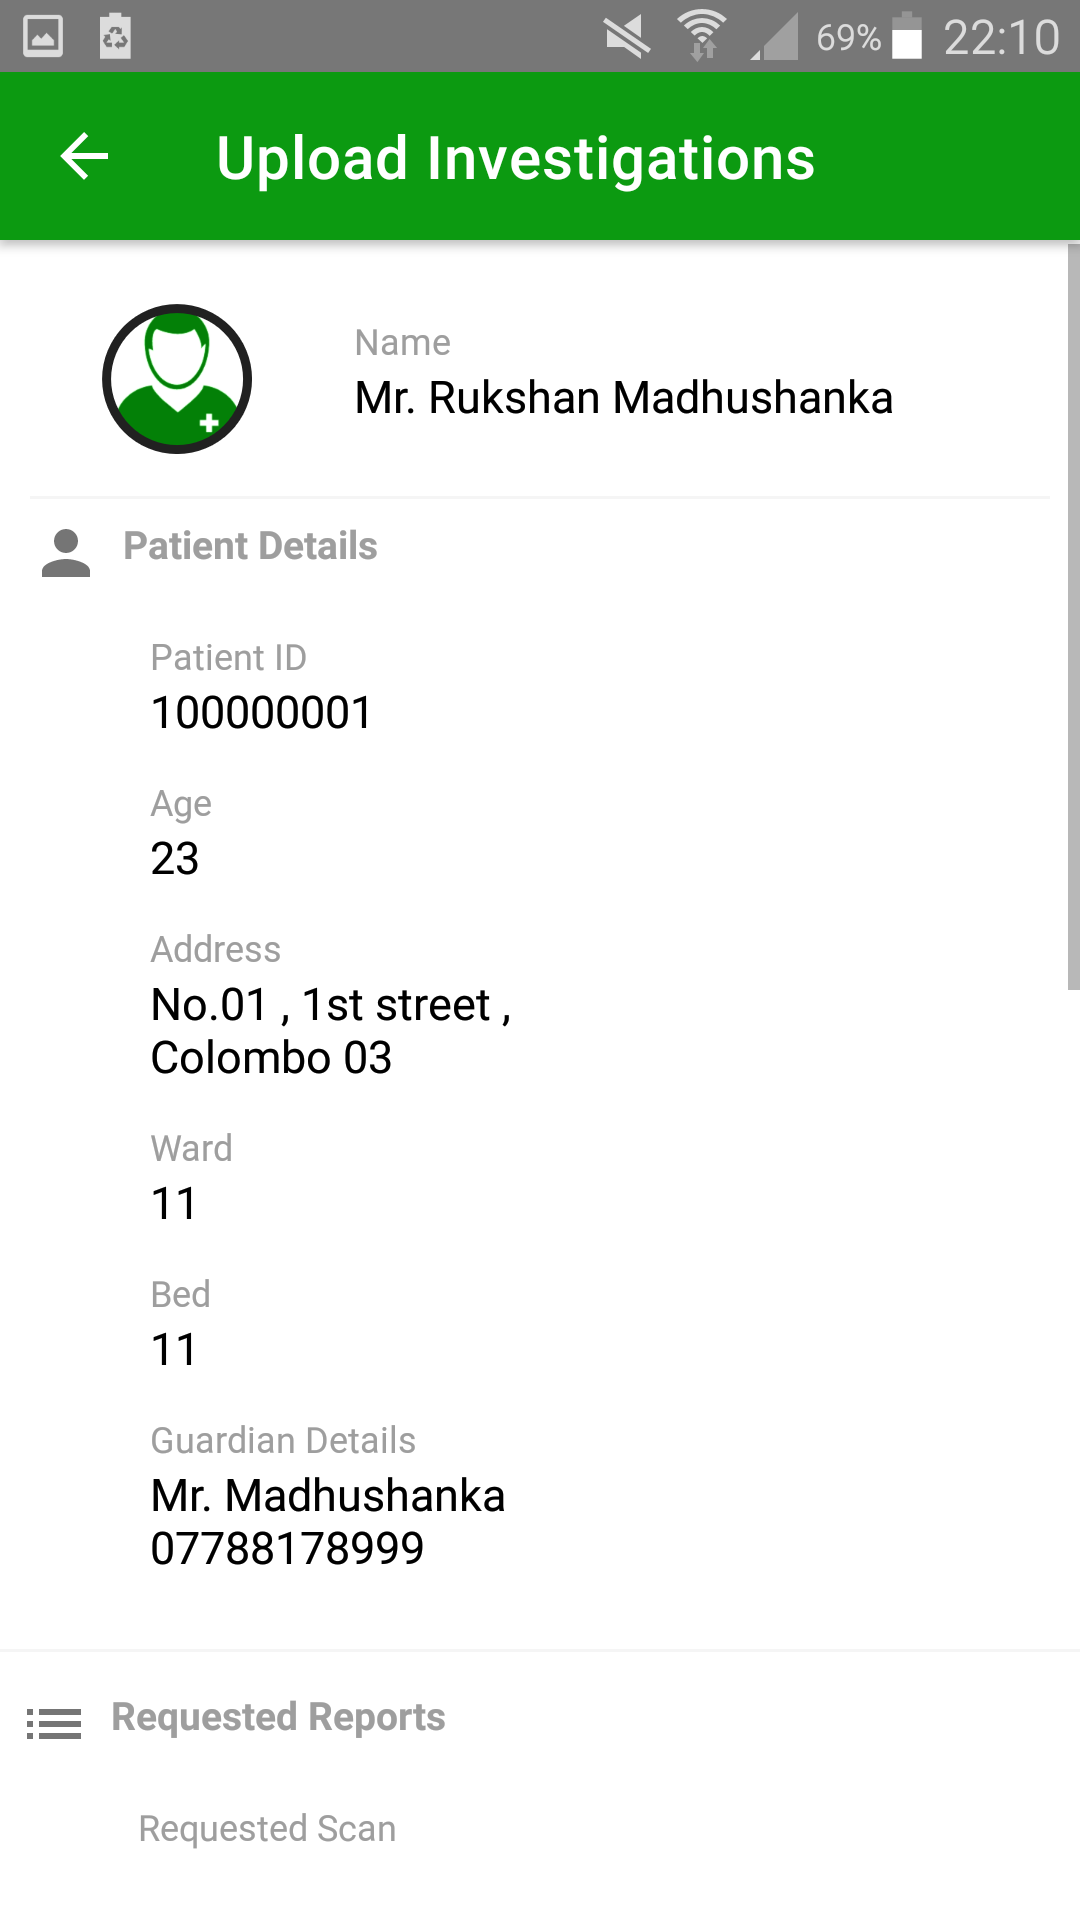 69% 22:10
Upload Investigations
Name
Mr. Rukshan Madhushanka
Patient Details
Patient ID
100000001
Age
23
Address
No.01 , 1st street ,
Colombo 03
Ward
11
Bed
11
Guardian Details
Mr. Madhushanka
07788178999
Requested Reports
Requested Scan